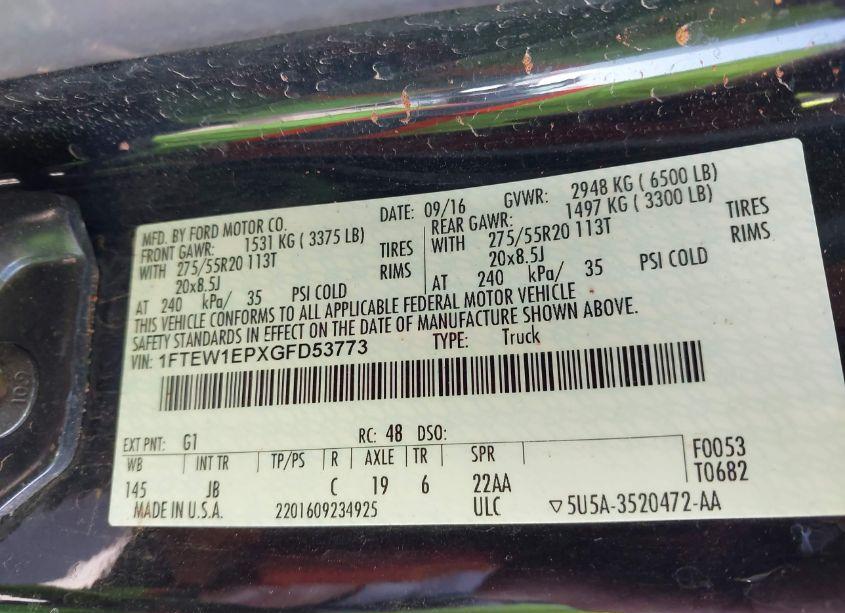 MFD. BY FORD MOTOR CO. DATE: 09/16 GVWR: 2948 KG ( 6500 LB)
FRONT GAWR: 1531 KG ( 3375 LB) REAR GAWR: 1497 KG ( 3300 LB)
WITH 275/55R20 113T TIRES WITH 275/55R20 113T TIRES
20x8.5J RIMS 20x8.5J RIMS
AT 240 kPa/ 35 PSI COLD AT 240 kPa/ 35 PSI COLD
THIS VEHICLE CONFORMS TO ALL APPLICABLE FEDERAL MOTOR VEHICLE
SAFETY STANDARDS IN EFFECT ON THE DATE OF MANUFACTURE SHOWN ABOVE.
VIN: 1FTEW1EPXGFD53773 TYPE: Truck
EXT PNT: G1 RC: 48 DSO:
WB INT TR TP/PS R AXLE TR SPR F0053
145 JB C 19 6 22AA T0682
MADE IN U.S.A. 2201609234925 ULC ▽5U5A-3520472-AA